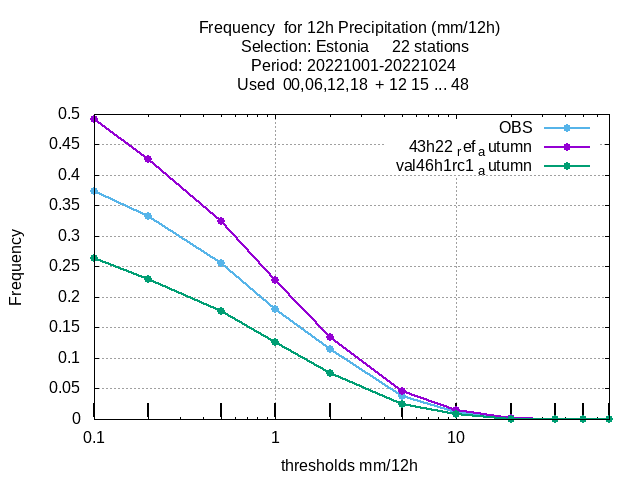 Frequency  for 12h Precipitation (mm/12h)
Selection: Estonia     22 stations
Period: 20221001-20221024
Used  00,06,12,18  + 12 15 ... 48
OBS
43h22 ref a utumn
val46h1rc1 a utumn
Frequency
0.5
0.45
0.4
0.35
0.3
0.25
0.2
0.15
0.1
0.05
0
0.1 1 10
thresholds mm/12h